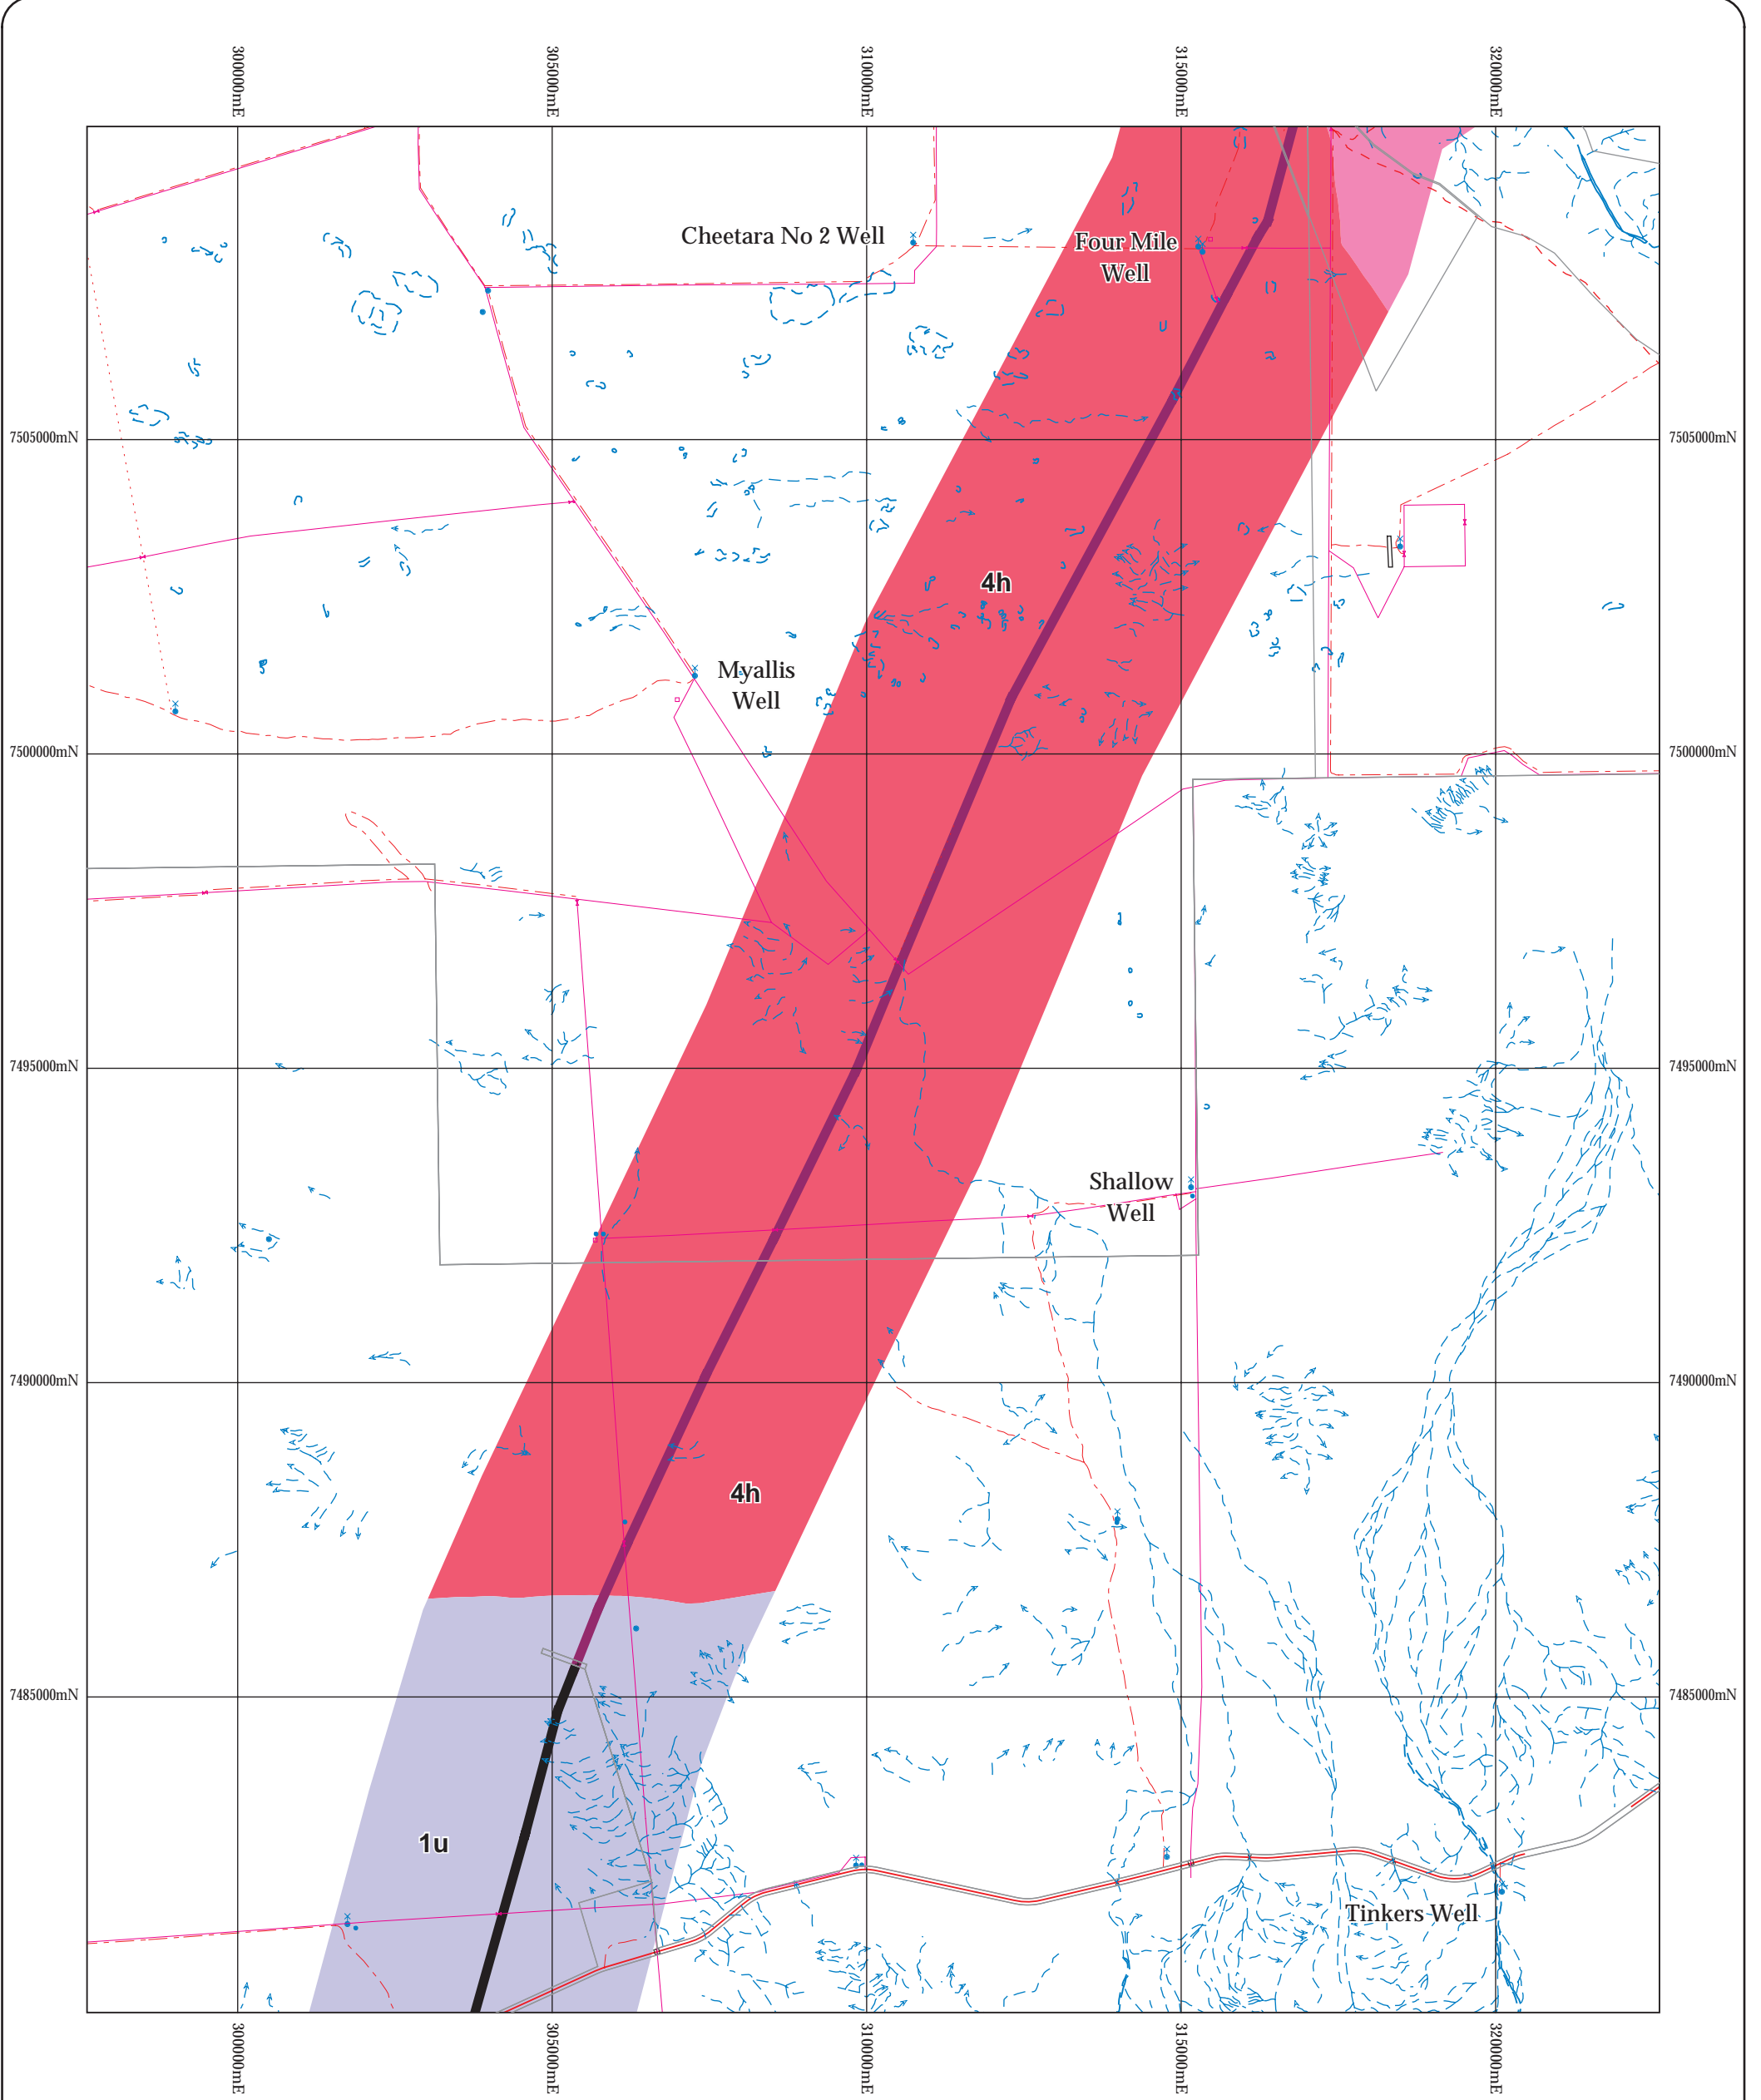 300000mE
305000mE
310000mE
315000mE
320000mE
Cheetara No 2 Well
Four Mile
Well
7505000mN
7505000mN
4h
Myallis
Well
7500000mN
7500000mN
7495000mN
7495000mN
Shallow
Well
7490000mN
7490000mN
4h
7485000mN
7485000mN
1u
Tinkers Well
300000mE
305000mE
310000mE
315000mE
320000mE